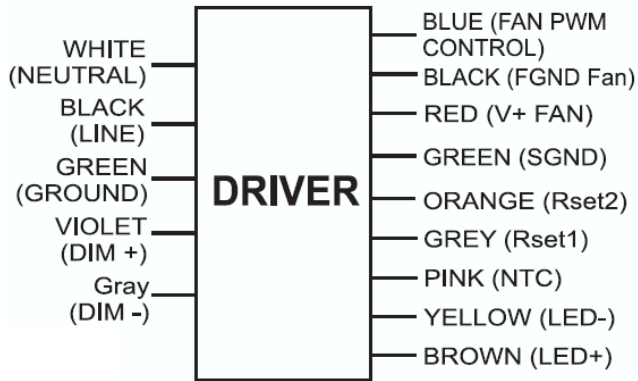 WHITE
(NEUTRAL)
BLACK
(LINE)
GREEN
(GROUND)
VIOLET
(DIM +)
Gray
(DIM -)
DRIVER
BLUE (FAN PWM
CONTROL)
BLACK (FGND Fan)
RED (V+ FAN)
GREEN (SGND)
ORANGE (Rset2)
GREY (Rset1)
PINK (NTC)
YELLOW (LED-)
BROWN (LED+)